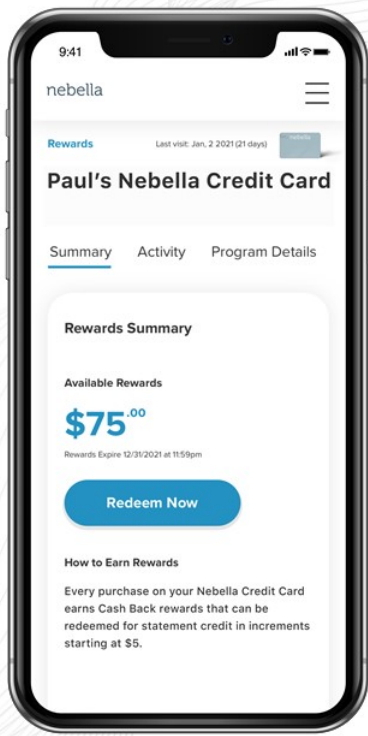 9:41
nebella
Rewards Last visit: Jan, 2 2021 (21 days) nebella
Paul's Nebella Credit Card
Summary Activity Program Details
Rewards Summary
Available Rewards
$75.00
Rewards Expire 12/31/2021 at 11:59pm
Redeem Now
How to Earn Rewards
Every purchase on your Nebella Credit Card
earns Cash Back rewards that can be
redeemed for statement credit in increments
starting at $5.